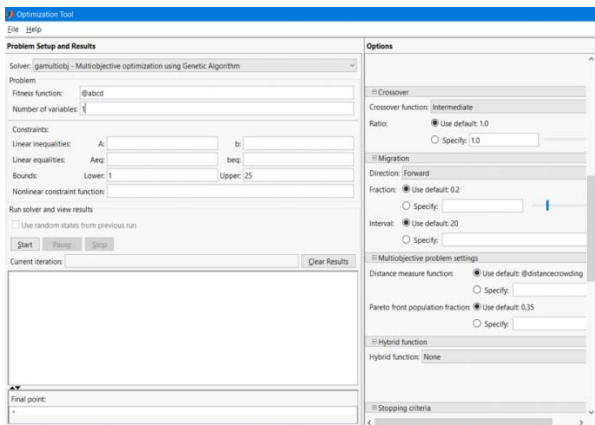 Optimization Tool
File Help
Problem Setup and Results
Solver: gamultiobj - Multiobjective optimization using Genetic Algorithm
Problem
Fitness function: @abcd
Number of variables: 1
Constraints:
Linear inequalities: A: b:
Linear equalities: Aeq: beq:
Bounds: Lower: 1 Upper: 25
Nonlinear constraint function:
Run solver and view results
Use random states from previous run
Start Pause Stop
Current iteration: Clear Results
Final point:
Options
Crossover
Crossover function: Intermediate
Ratio: Use default: 1.0
Specify: 1.0
Migration
Direction: Forward
Fraction: Use default: 0.2
Specify:
Interval: Use default: 20
Specify:
Multiobjective problem settings
Distance measure function: Use default: @distancecrowding
Specify:
Pareto front population fraction: Use default: 0.35
Specify:
Hybrid function
Hybrid function: None
Stopping criteria